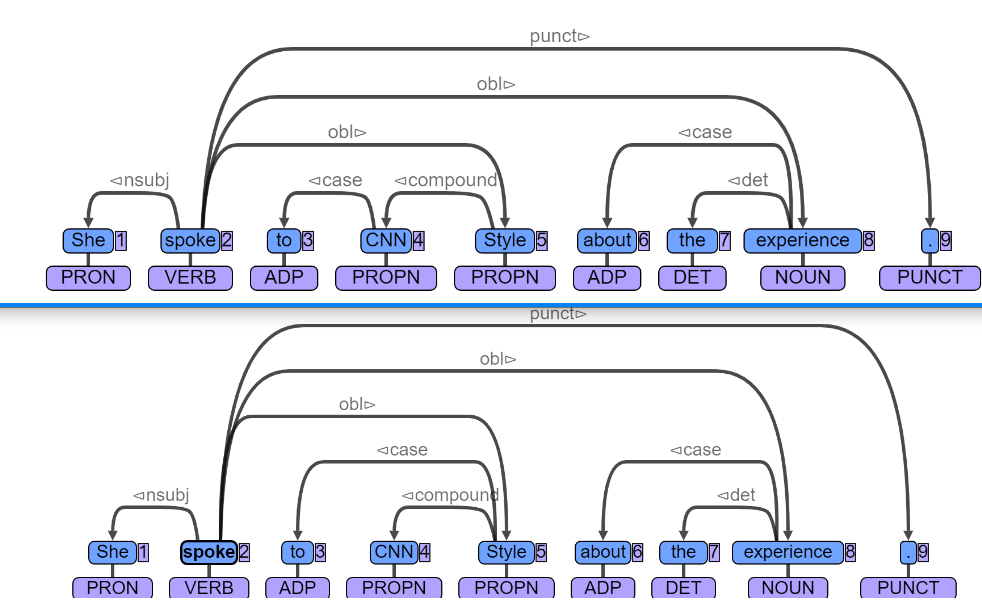 punct▻
obl▻
obl▻ ◅case
◅nsubj ◅case ◅compound ◅det
She 1 spoke 2 to 3 CNN 4 Style 5 about 6 the 7 experience 8 . 9
PRON VERB ADP PROPN PROPN ADP DET NOUN PUNCT
punct▻
obl▻
obl▻
◅case ◅case
◅nsubj ◅compound ◅det
She 1 spoke 2 to 3 CNN 4 Style 5 about 6 the 7 experience 8 . 9
PRON VERB ADP PROPN PROPN ADP DET NOUN PUNCT